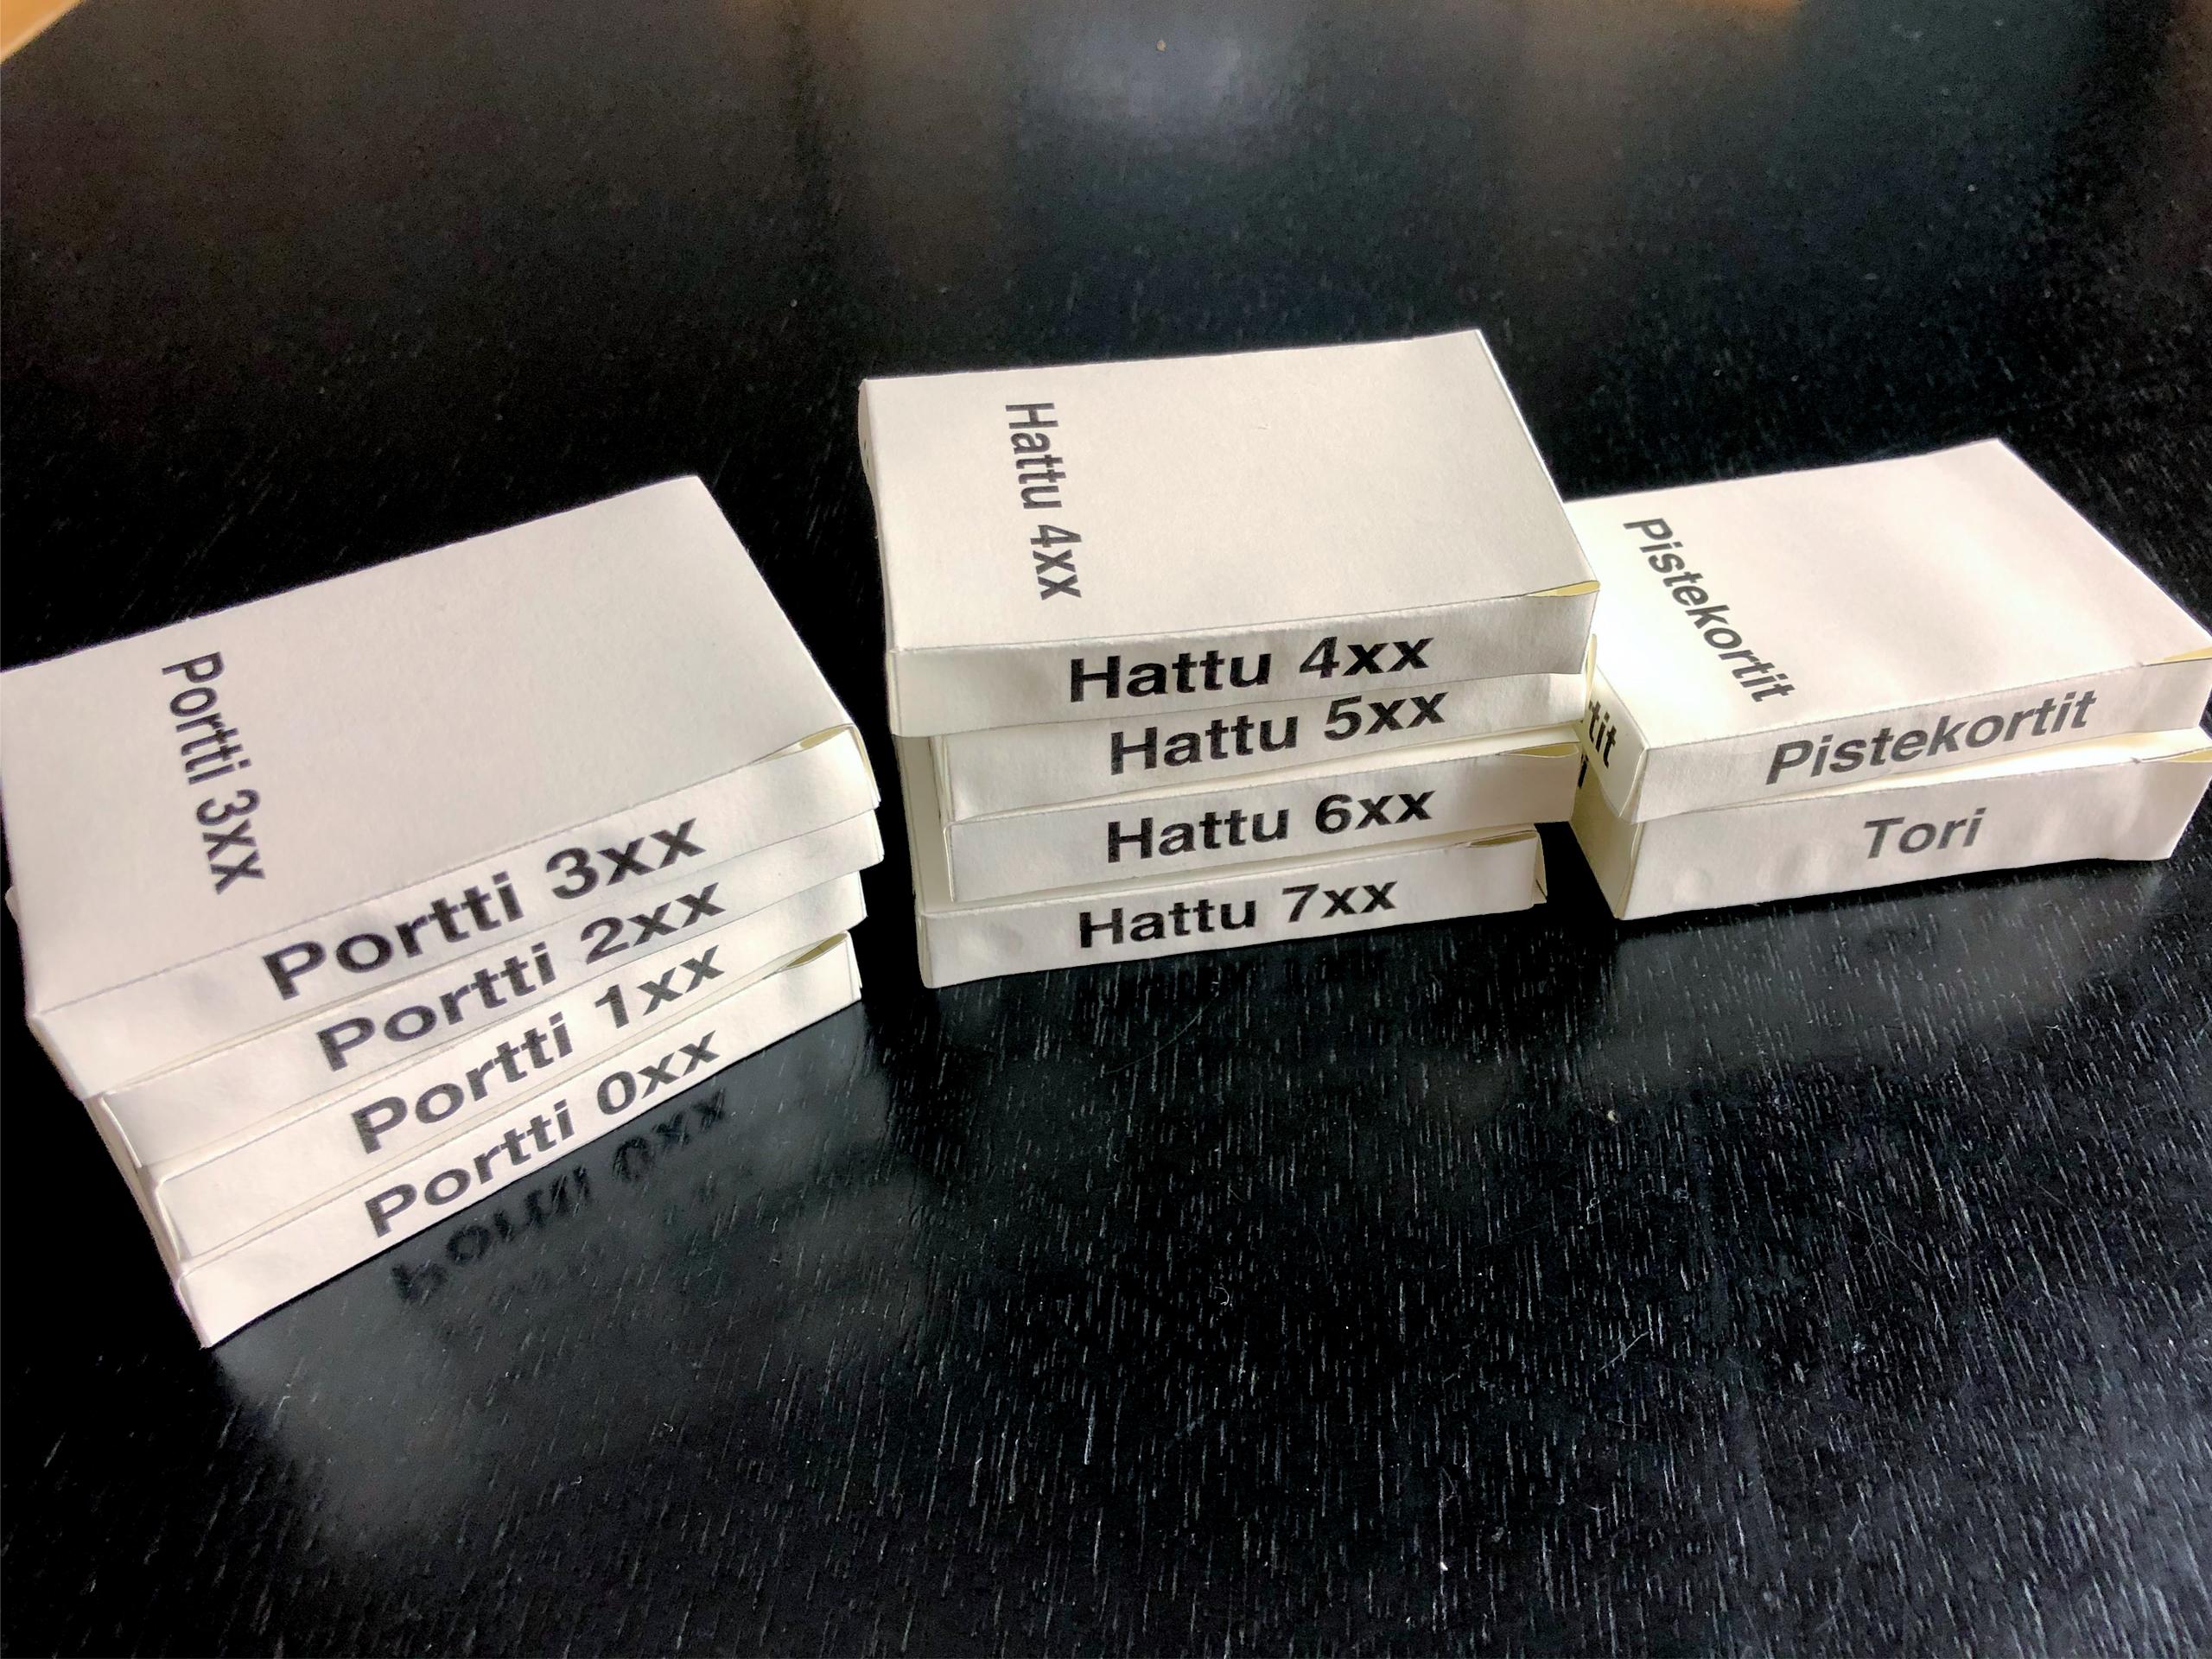 Portti 3xx
Portti 3xx
Portti 2xx
Portti 1xx
Portti 0xx
Hattu 4xx
Hattu 4xx
Hattu 5xx
Hattu 6xx
Hattu 7xx
Pistekortit
Pistekortit
tit
Tori